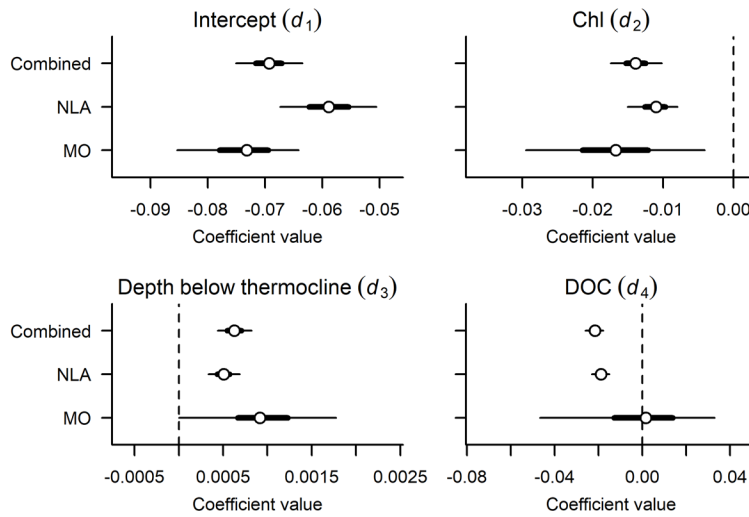 Intercept (d1)
Combined
NLA
MO
-0.09 -0.08 -0.07 -0.06 -0.05
Coefficient value
Chl (d2)
-0.03 -0.02 -0.01 0.00
Coefficient value
Depth below thermocline (d3)
Combined
NLA
MO
-0.0005 0.0005 0.0015 0.0025
Coefficient value
DOC (d4)
-0.08 -0.04 0.00 0.04
Coefficient value